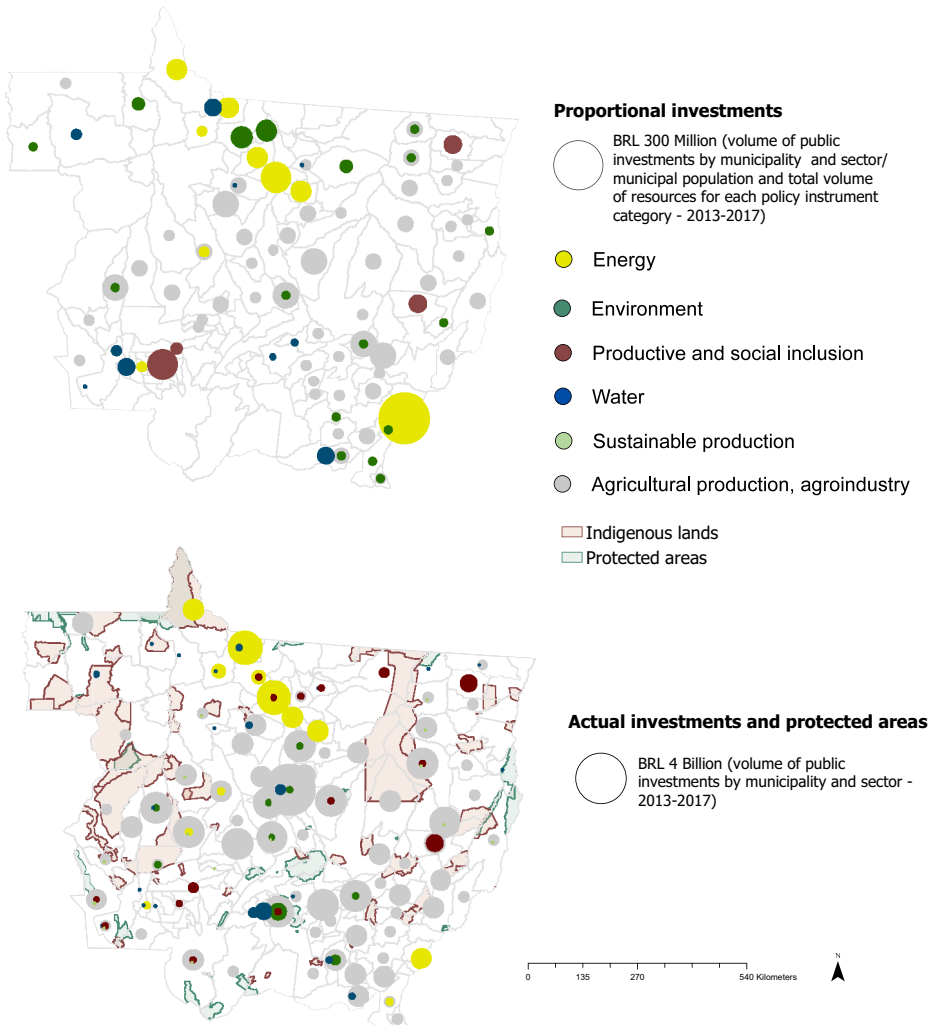 Proportional investments
BRL 300 Million (volume of public
investments by municipality and sector/
municipal population and total volume
of resources for each policy instrument
category - 2013-2017)
Energy
Environment
Productive and social inclusion
Water
Sustainable production
Agricultural production, agroindustry
Indigenous lands
Protected areas
Actual investments and protected areas
BRL 4 Billion (volume of public
investments by municipality and sector -
2013-2017)
N
0 135 270 540 Kilometers